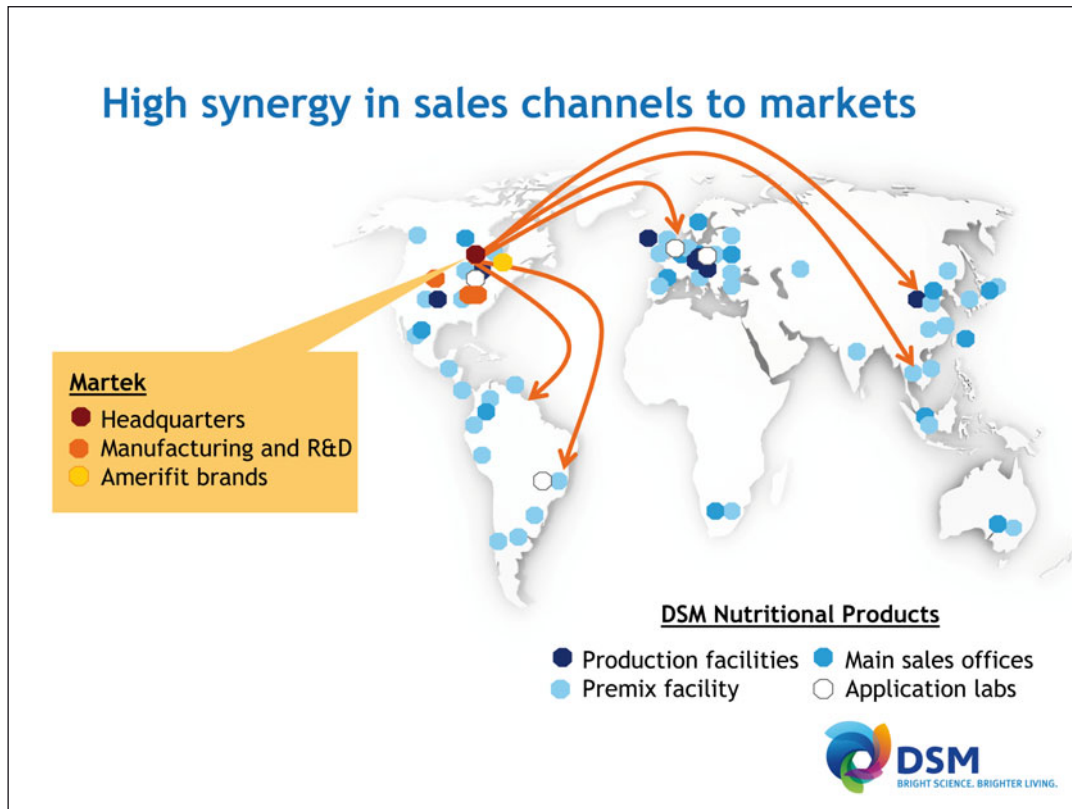 High synergy in sales channels to markets
Martek
Headquarters
Manufacturing and R&D
Amerifit brands
DSM Nutritional Products
Production facilities
Main sales offices
Premix facility
Application labs
DSM
BRIGHT SCIENCE. BRIGHTER LIVING.